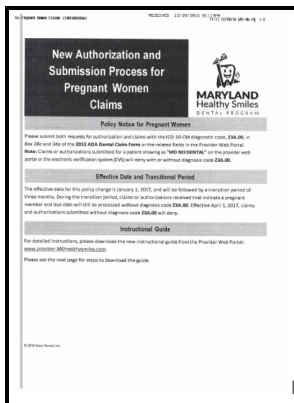 RECEIVED 12/20/2016
New Authorization and
Submission Process for
Pregnant Women
Claims
MARYLAND
Healthy Smiles
DENTAL PROGRAM
Policy Notice for Pregnant Women
Please submit both requests for authorization and claims with the ICD-10-CM diagnostic code, Z3A.00, in
Box 29a and 34a of the 2012 ADA Dental Claim Form or the related fields in the Provider Web Portal.
Note: Claims or authorizations submitted for a patient showing as "MD NO DENTAL" on the provider web
portal or the electronic verification system (EVS) will deny with or without diagnosis code, Z3A.00.
Effective Date and Transitional Period
The effective date for this policy change is January 1, 2017, and will be followed by a transition period of
three-months. During the transition period, claims or authorizations received that indicate a pregnant
member and due date will still be processed without diagnosis code Z3A.00. Effective April 1, 2017, claims
and authorizations submitted without diagnosis code Z3A.00 will deny.
Instructional Guide
For detailed instructions, please download the new instructional guide from the Provider Web Portal:
www.provider.MDhealthysmiles.com.
Please see the next page for steps to download the guide.